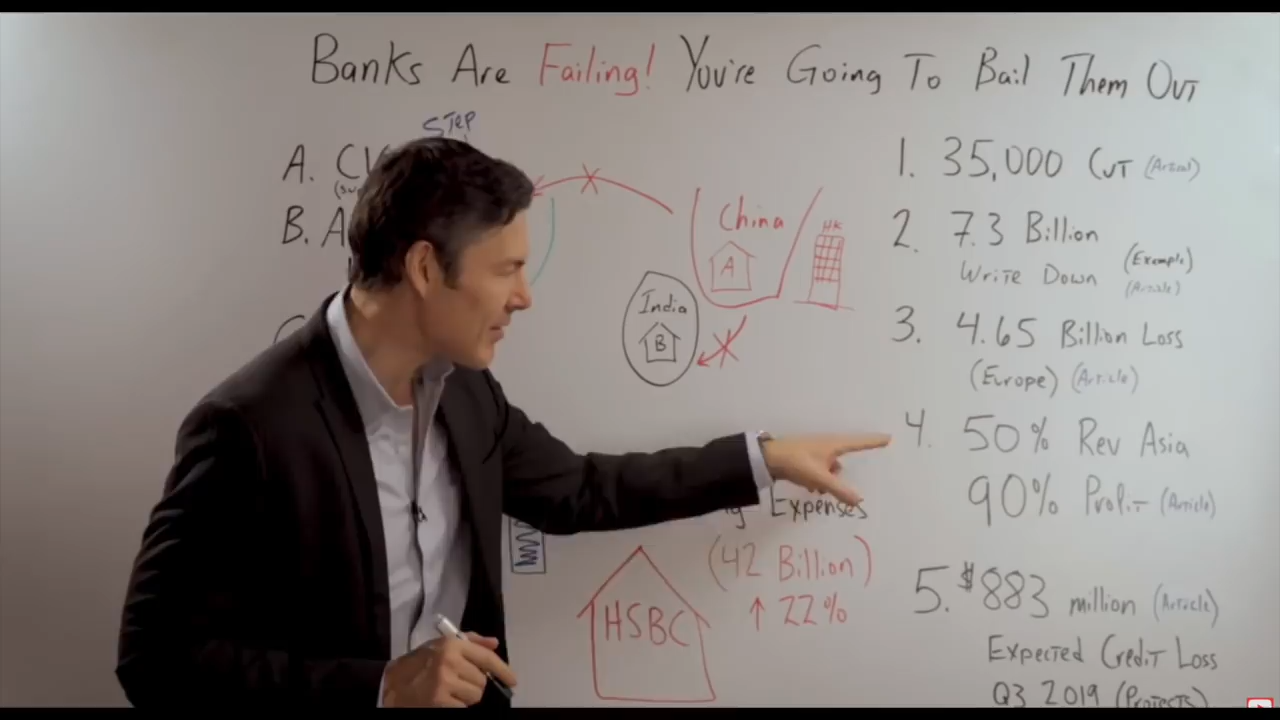 Banks Are Failing! You're Going To Bail Them Out
STEP
A. CV
B. A
China
A
HK
India
B
Expenses
(42 Billion)
↑ 22%
HSBC
1. 35,000 CUT
2. 7.3 Billion
Write Down
(Example)
(Article)
3. 4.65 Billion Loss
(Europe) (Article)
4. 50% Rev Asia
90% Profit (Article)
5. $883 million (Article)
Expected Credit Loss
Q3 2019 (Protests)